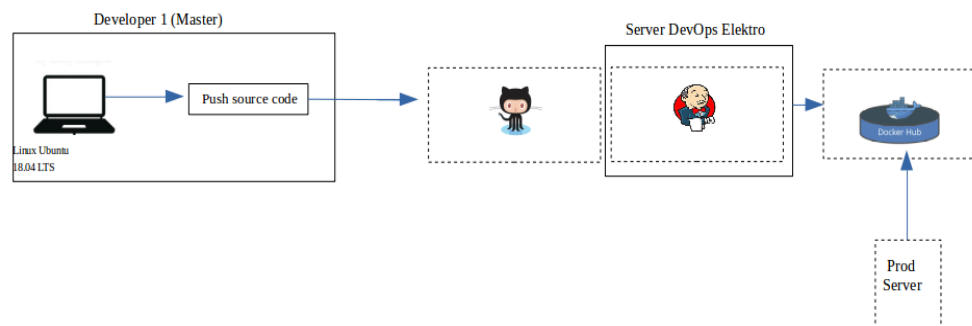 Developer 1 (Master)
Server DevOps Elektro
Push source code
Docker Hub
Linux Ubuntu
18.04 LTS
Prod
Server